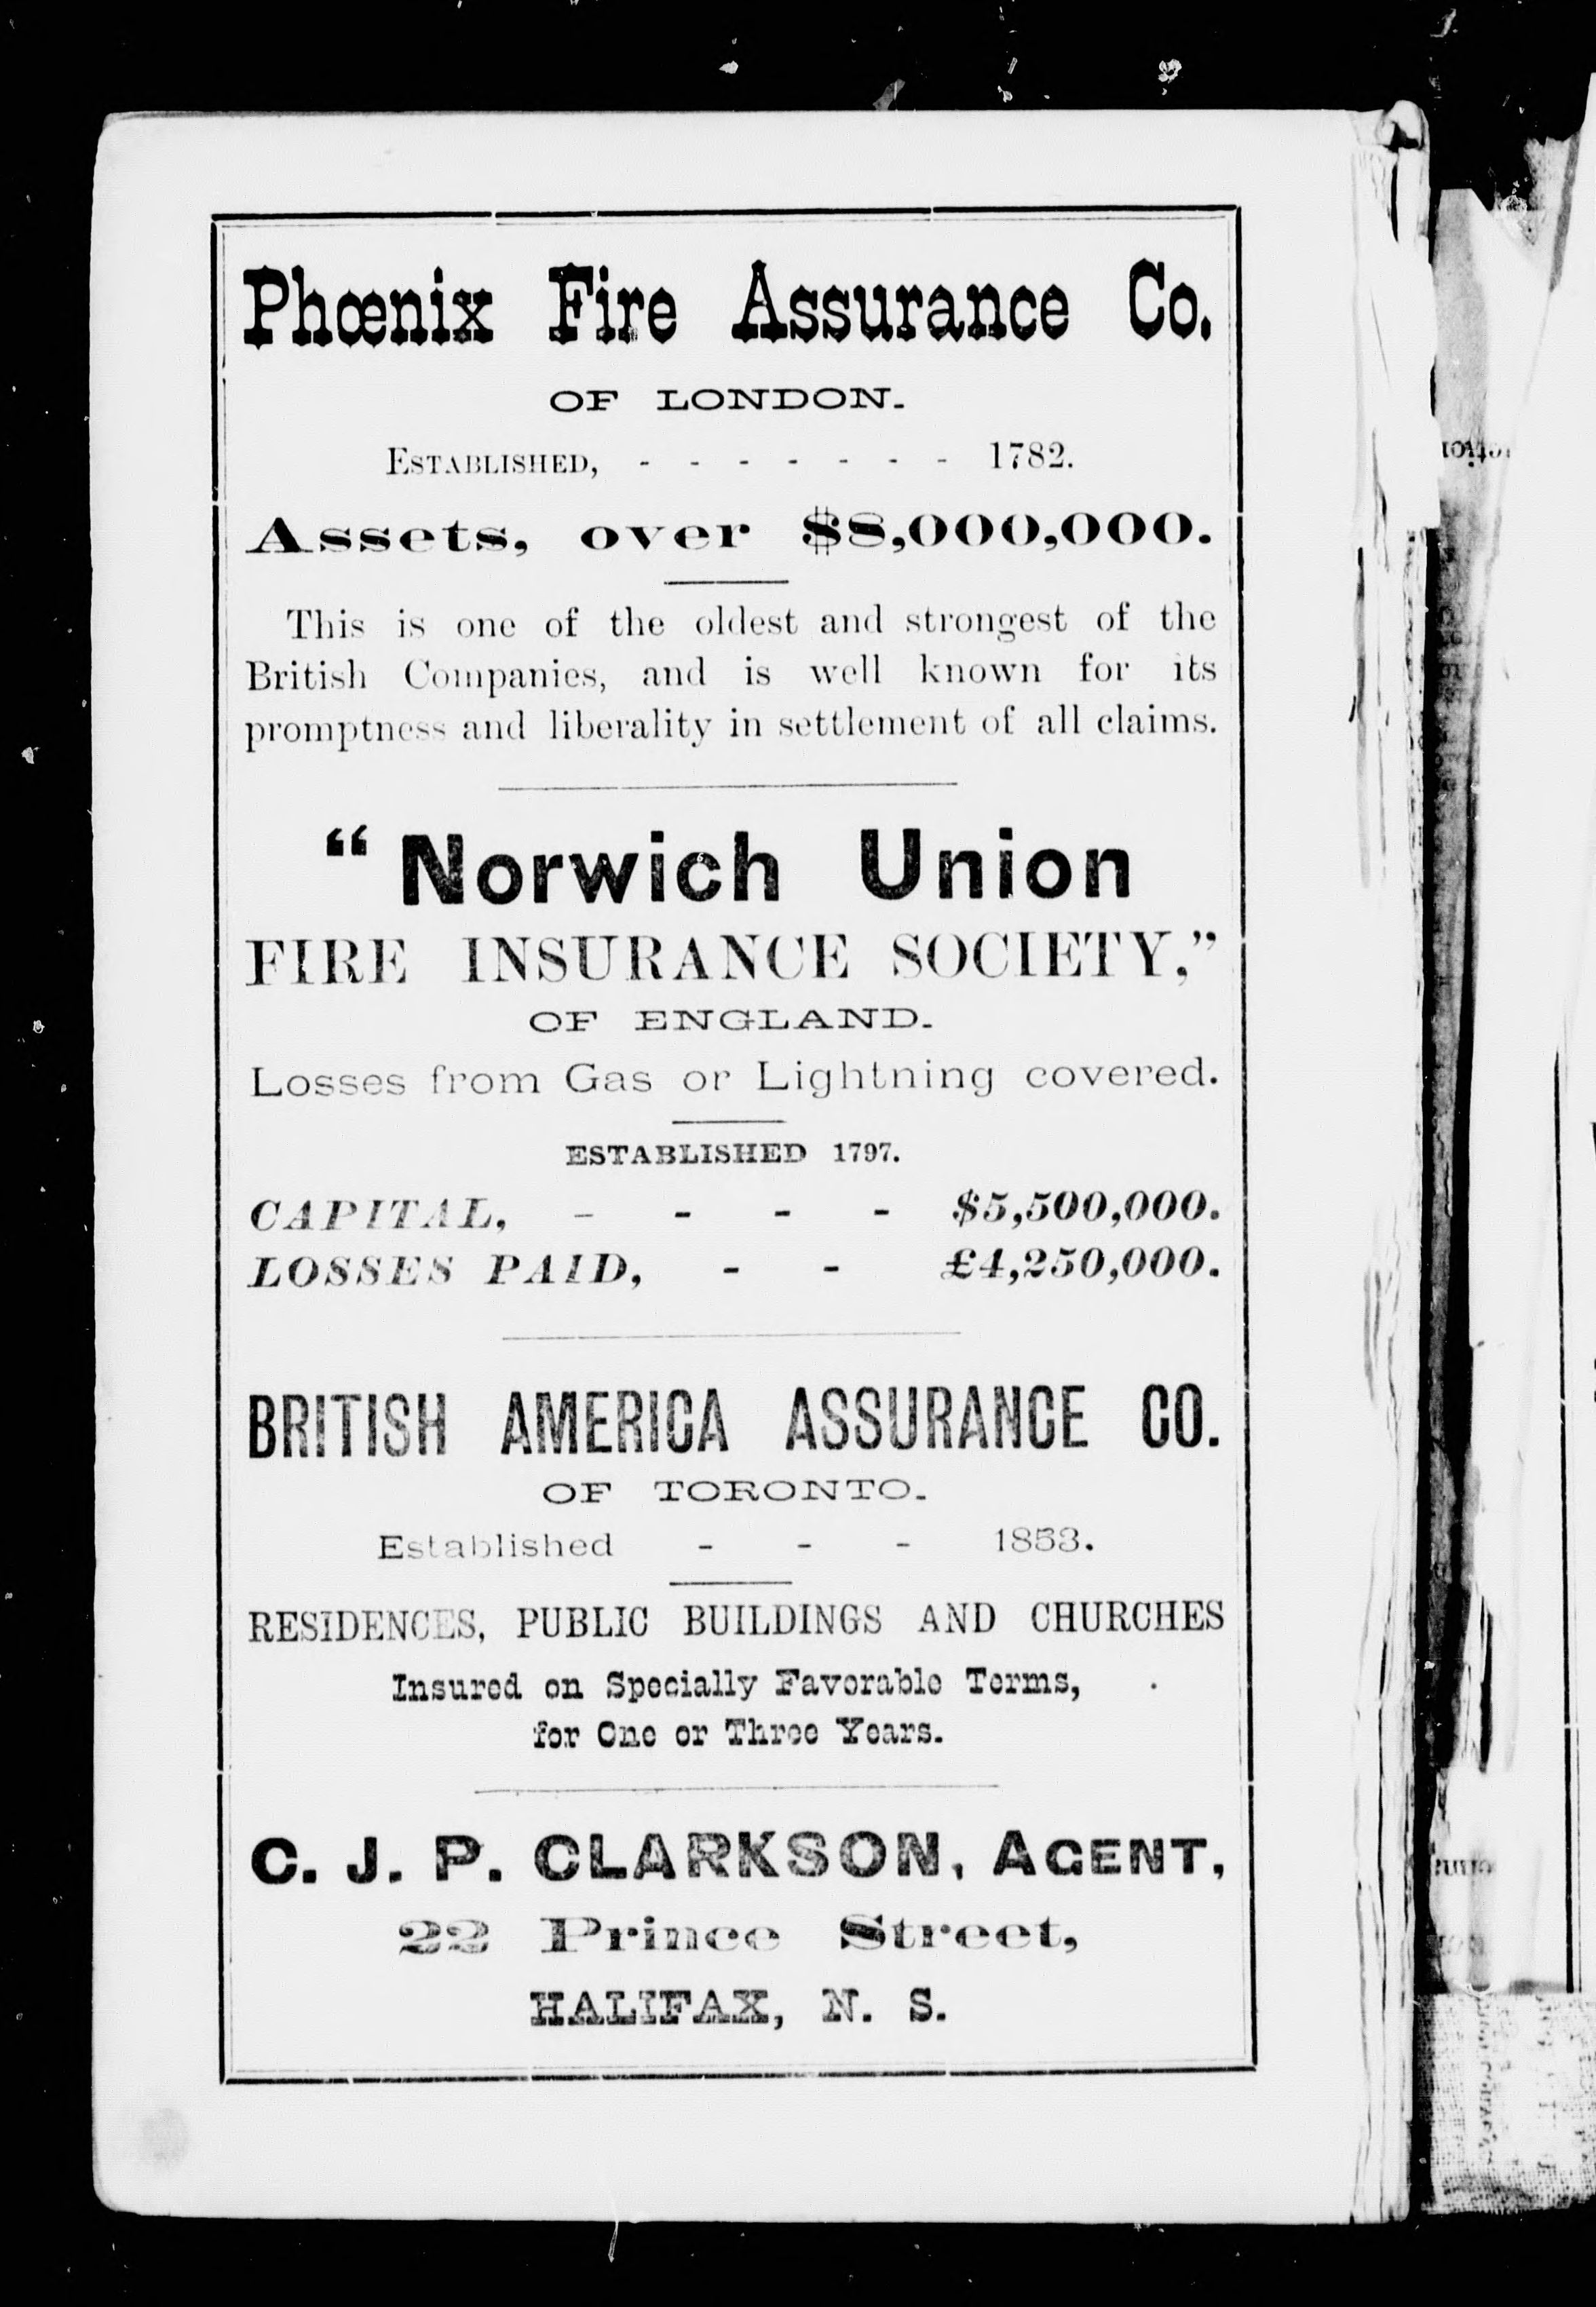 Phœnix Fire Assurance Co.
OF LONDON.
ESTABLISHED, - - - - - - - 1782.
Assets, over $8,000,000.
This is one of the oldest and strongest of the
British Companies, and is well known for its
promptness and liberality in settlement of all claims.
“Norwich Union
FIRE INSURANCE SOCIETY,”
OF ENGLAND.
Losses from Gas or Lightning covered.
ESTABLISHED 1797.
CAPITAL, - - - - $5,500,000.
LOSSES PAID, - - £4,250,000.
BRITISH AMERICA ASSURANCE CO.
OF TORONTO.
Established - - - 1853.
RESIDENCES, PUBLIC BUILDINGS AND CHURCHES
Insured on Specially Favorable Terms,
for One or Three Years.
C. J. P. CLARKSON, AGENT,
22 Prince Street,
HALIFAX, N. S.